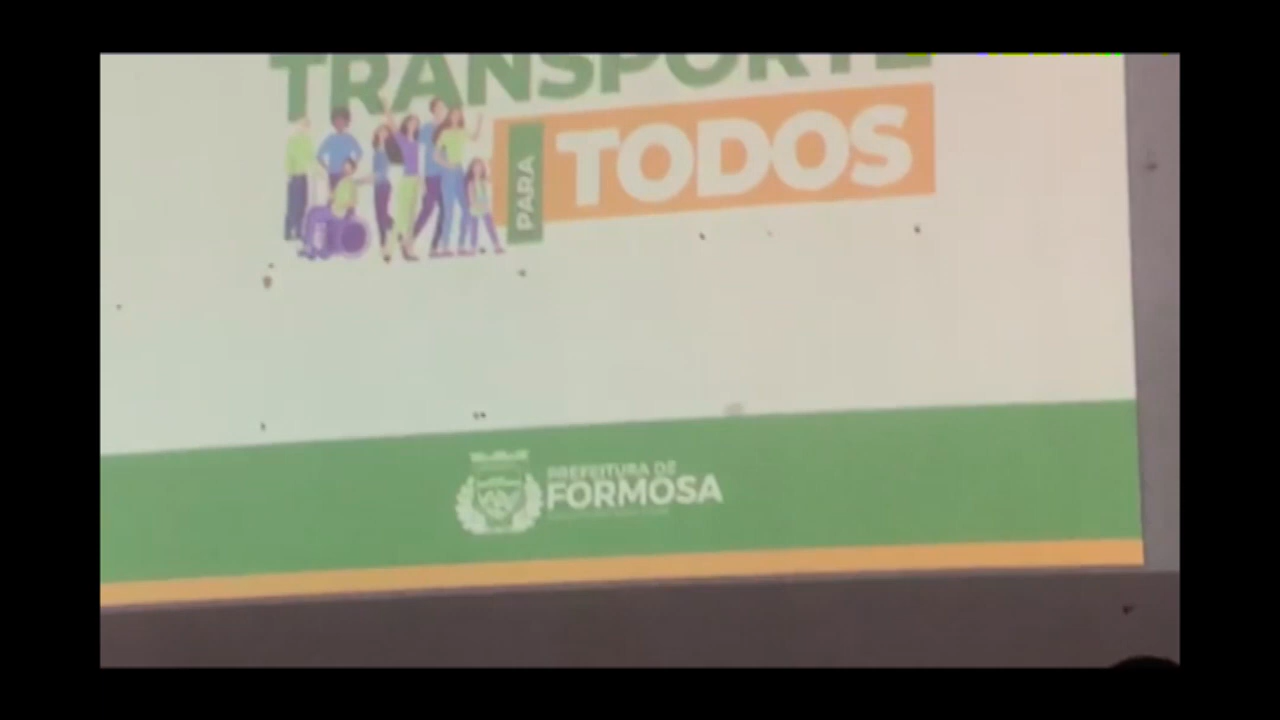 TRANSPORTE
PARA
TODOS
PREFEITURA DE
FORMOSA